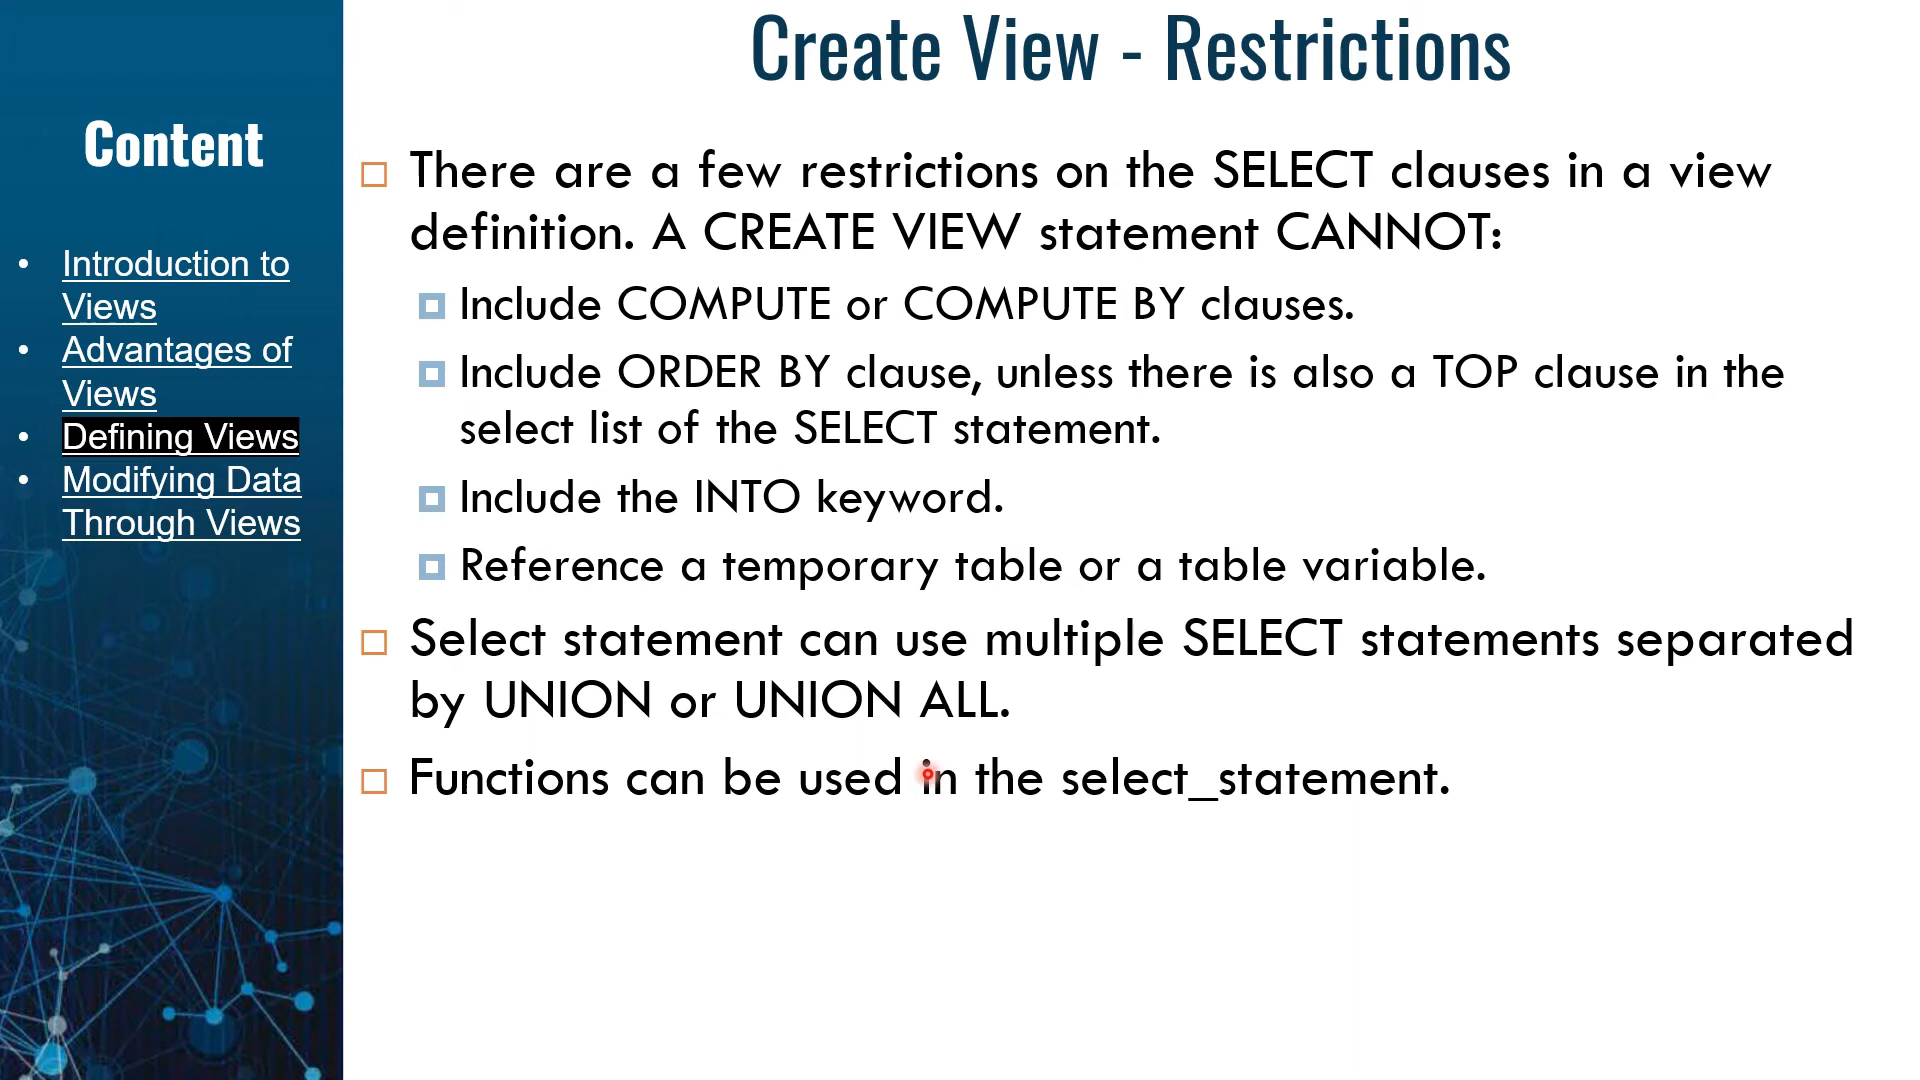 Create View - Restrictions
Content
Introduction to
Views
Advantages of
Views
Defining Views
Modifying Data
Through Views
There are a few restrictions on the SELECT clauses in a view
definition. A CREATE VIEW statement CANNOT:
Include COMPUTE or COMPUTE BY clauses.
Include ORDER BY clause, unless there is also a TOP clause in the
select list of the SELECT statement.
Include the INTO keyword.
Reference a temporary table or a table variable.
Select statement can use multiple SELECT statements separated
by UNION or UNION ALL.
Functions can be used in the select_statement.